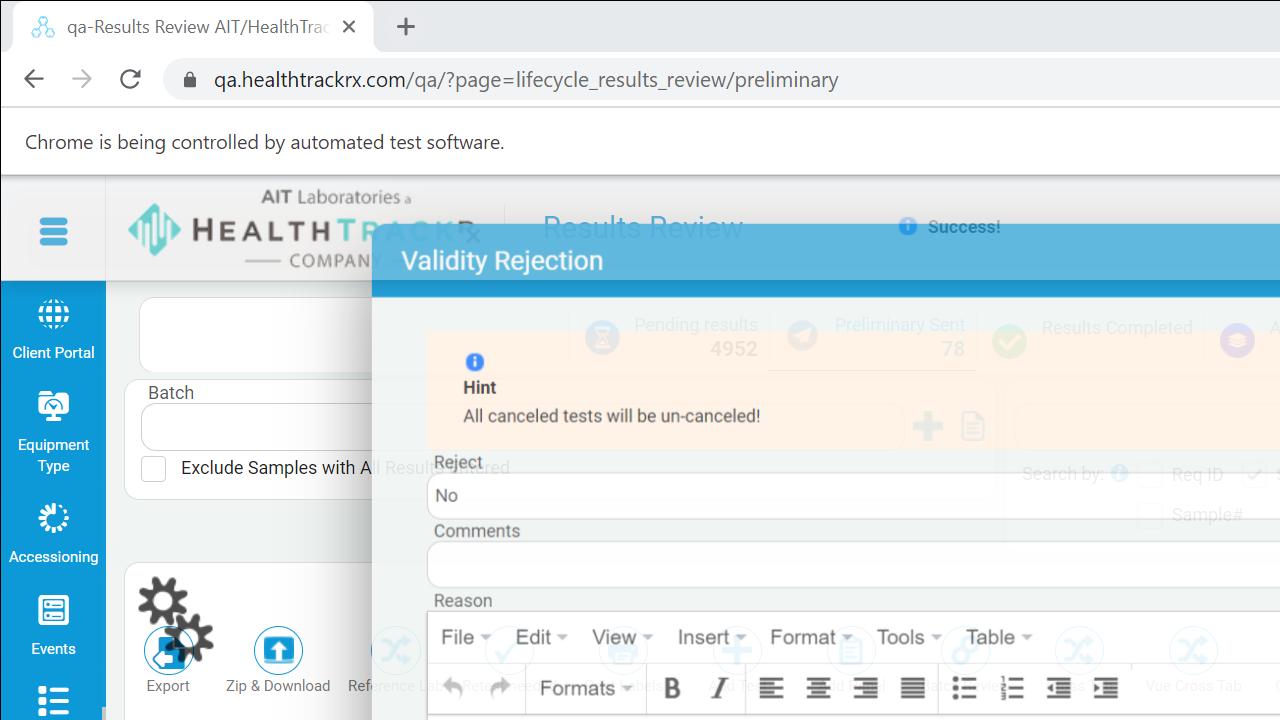 qa-Results Review AIT/HealthTrac
qa.healthtrackrx.com/qa/?page=lifecycle_results_review/preliminary
Chrome is being controlled by automated test software.
AIT Laboratories a
HEALTHTRACKRx
COMPANY
Results Review
Success!
Validity Rejection
Client Portal
Pending results
4952
Preliminary Sent
78
Results Completed
Hint
All canceled tests will be un-canceled!
Batch
Exclude Samples with All Results Entered
Equipment
Type
Reject
No
Search by:
Req ID
Sample#
Comments
Accessioning
Reason
File Edit View Insert Format Tools Table
Events
Export
Zip & Download
Formats B I
Vue Cross Tab